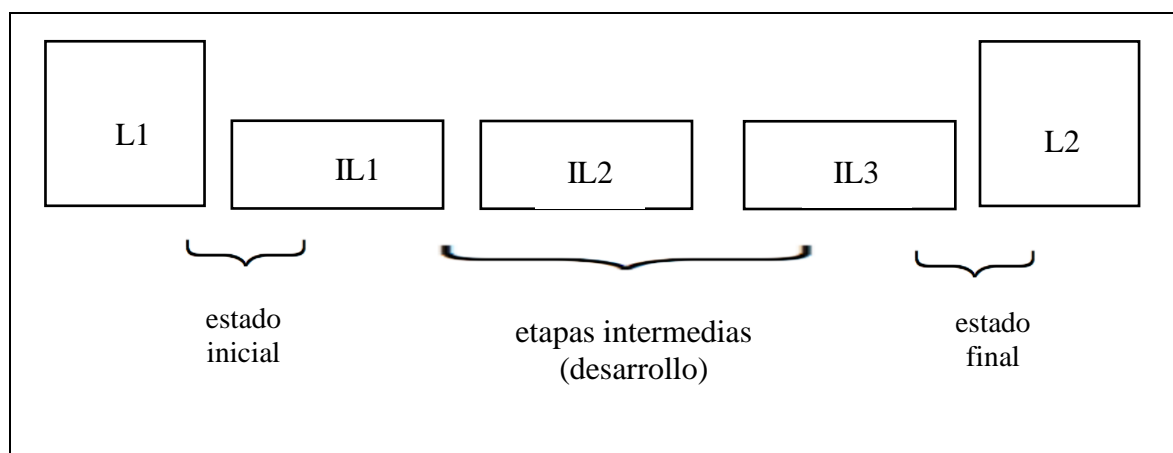 L1
IL1
IL2
IL3
L2
estado
inicial
etapas intermedias
(desarrollo)
estado
final